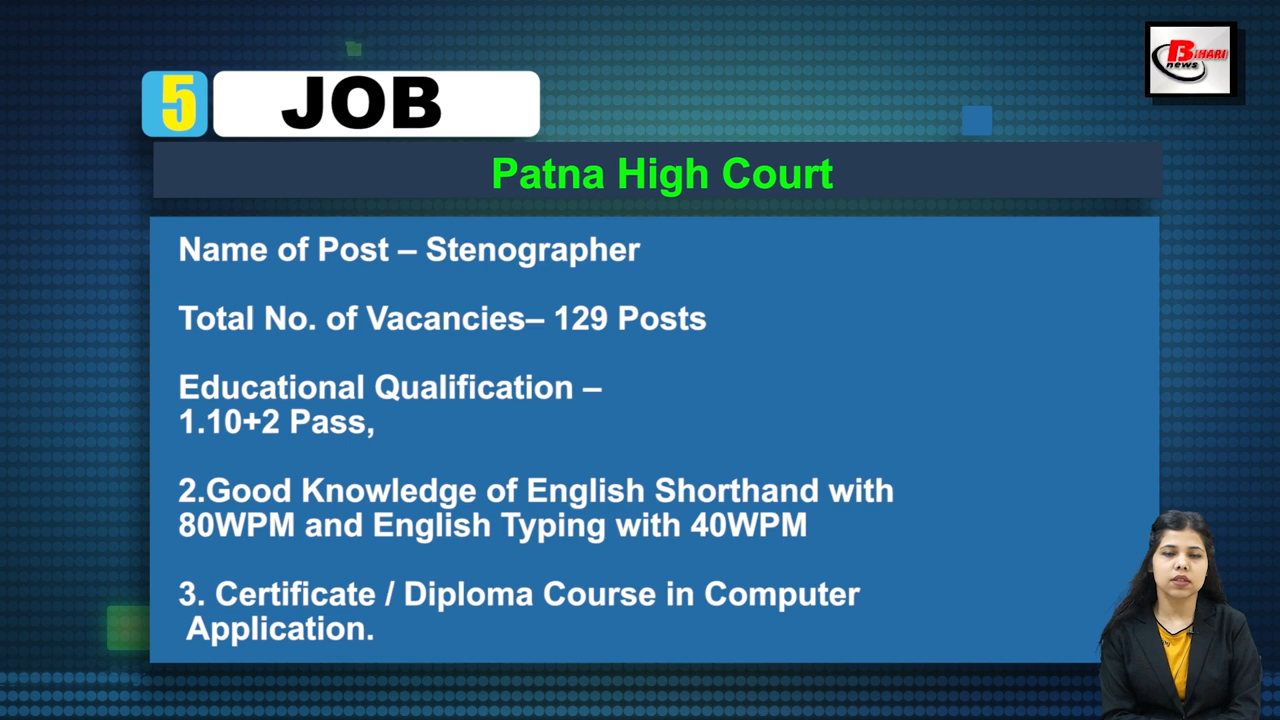 BIHARI
news
5 JOB
Patna High Court
Name of Post – Stenographer
Total No. of Vacancies– 129 Posts
Educational Qualification –
1.10+2 Pass,
2.Good Knowledge of English Shorthand with
80WPM and English Typing with 40WPM
3. Certificate / Diploma Course in Computer
Application.